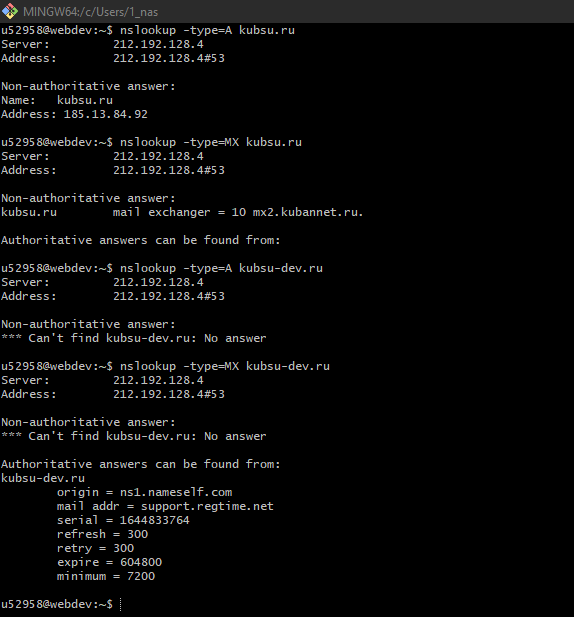 MINGW64:/c/Users/1_nas
u52958@webdev:~$ nslookup -type=A kubsu.ru
Server:         212.192.128.4
Address:        212.192.128.4#53
Non-authoritative answer:
Name:   kubsu.ru
Address: 185.13.84.92
u52958@webdev:~$ nslookup -type=MX kubsu.ru
Server:         212.192.128.4
Address:        212.192.128.4#53
Non-authoritative answer:
kubsu.ru        mail exchanger = 10 mx2.kubannet.ru.
Authoritative answers can be found from:
u52958@webdev:~$ nslookup -type=A kubsu-dev.ru
Server:         212.192.128.4
Address:        212.192.128.4#53
Non-authoritative answer:
*** Can't find kubsu-dev.ru: No answer
u52958@webdev:~$ nslookup -type=MX kubsu-dev.ru
Server:         212.192.128.4
Address:        212.192.128.4#53
Non-authoritative answer:
*** Can't find kubsu-dev.ru: No answer
Authoritative answers can be found from:
kubsu-dev.ru
        origin = ns1.nameself.com
        mail addr = support.regtime.net
        serial = 1644833764
        refresh = 300
        retry = 300
        expire = 604800
        minimum = 7200
u52958@webdev:~$